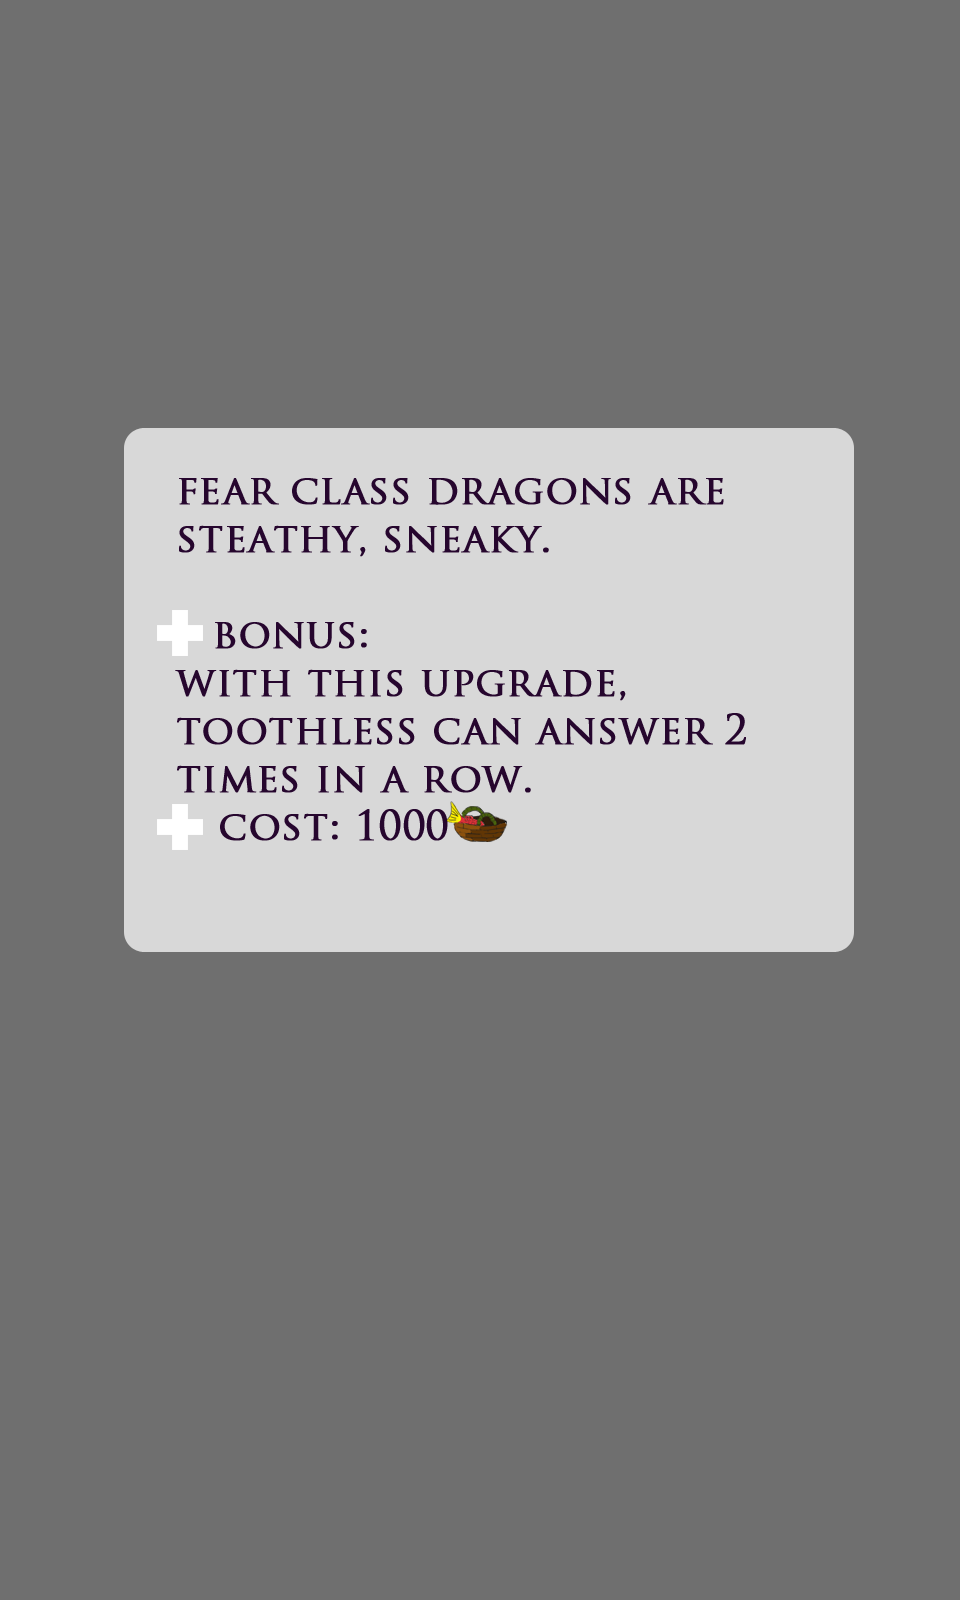 FEAR CLASS DRAGONS ARE
STEATHY, SNEAKY.
BONUS:
WITH THIS UPGRADE,
TOOTHLESS CAN ANSWER 2
TIMES IN A ROW.
COST: 1000